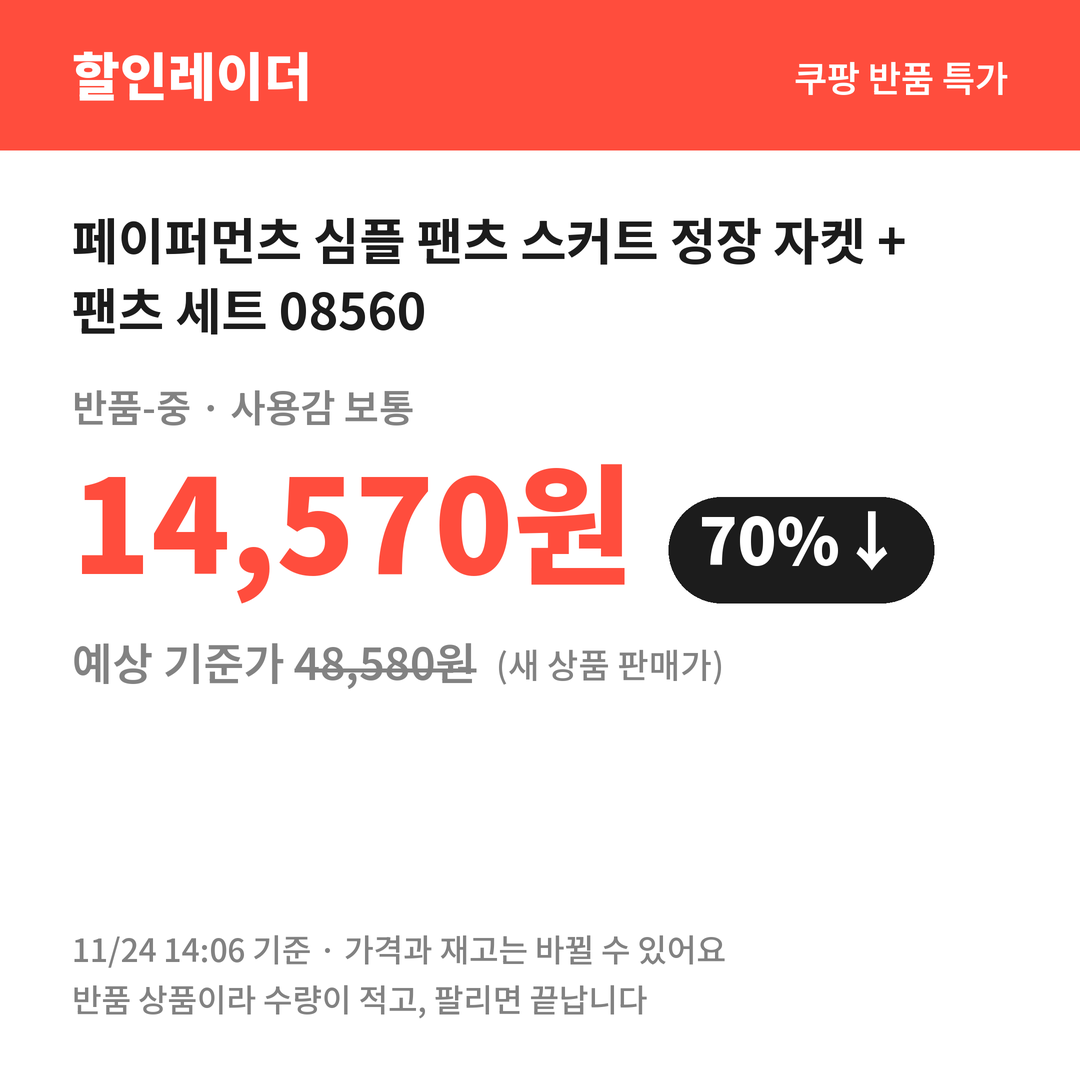 할인레이더
쿠팡 반품 특가
페이퍼먼츠 심플 팬츠 스커트 정장 자켓 +
팬츠 세트 08560
반품-중 · 사용감 보통
14,570원
70%↓
예상 기준가 48,580원 (새 상품 판매가)
11/24 14:06 기준 · 가격과 재고는 바뀔 수 있어요
반품 상품이라 수량이 적고, 팔리면 끝납니다